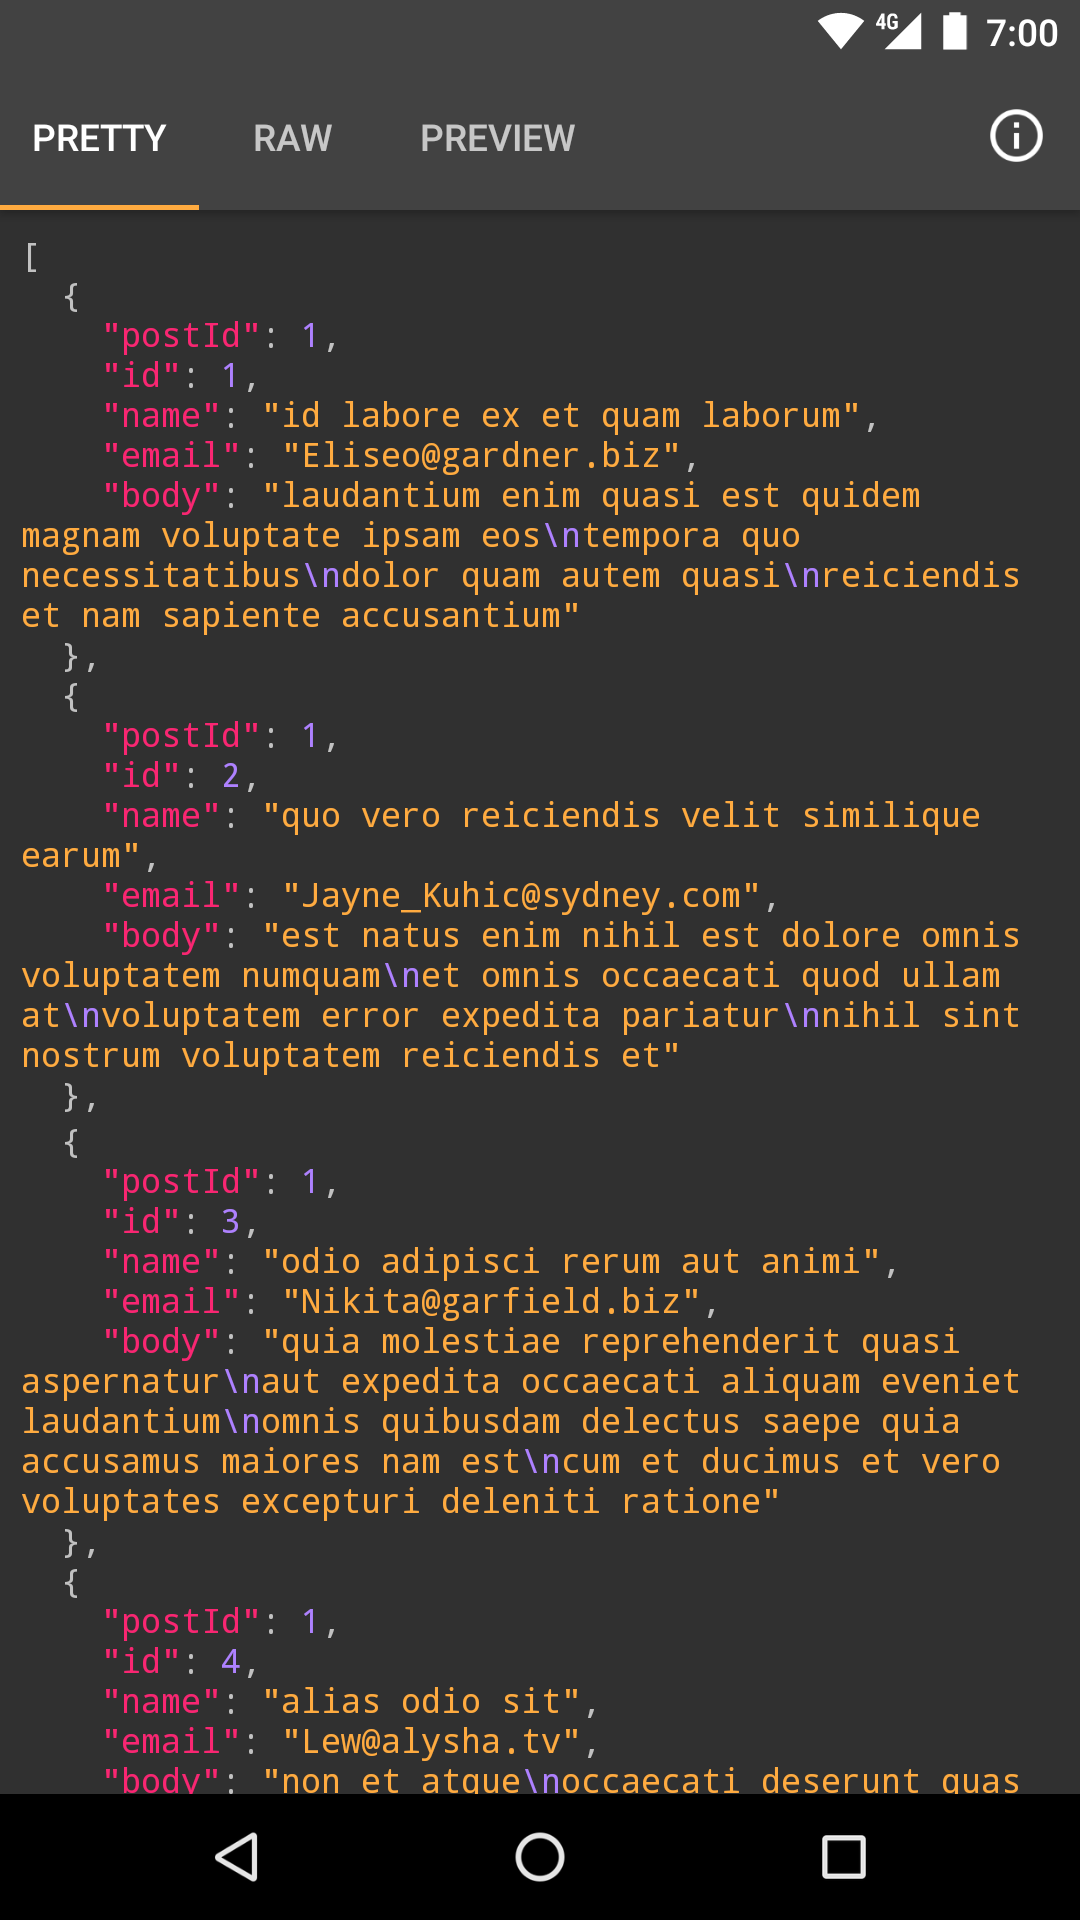 4G 7:00
PRETTY RAW PREVIEW
[
  {
    "postId": 1,
    "id": 1,
    "name": "id labore ex et quam laborum",
    "email": "Eliseo@gardner.biz",
    "body": "laudantium enim quasi est quidem
magnam voluptate ipsam eos\ntempora quo
necessitatibus\ndolor quam autem quasi\nreiciendis
et nam sapiente accusantium"
  },
  {
    "postId": 1,
    "id": 2,
    "name": "quo vero reiciendis velit similique
earum",
    "email": "Jayne_Kuhic@sydney.com",
    "body": "est natus enim nihil est dolore omnis
voluptatem numquam\net omnis occaecati quod ullam
at\nvoluptatem error expedita pariatur\nnihil sint
nostrum voluptatem reiciendis et"
  },
  {
    "postId": 1,
    "id": 3,
    "name": "odio adipisci rerum aut animi",
    "email": "Nikita@garfield.biz",
    "body": "quia molestiae reprehenderit quasi
aspernatur\naut expedita occaecati aliquam eveniet
laudantium\nomnis quibusdam delectus saepe quia
accusamus maiores nam est\ncum et ducimus et vero
voluptates excepturi deleniti ratione"
  },
  {
    "postId": 1,
    "id": 4,
    "name": "alias odio sit",
    "email": "Lew@alysha.tv",
    "body": "non et atque\noccaecati deserunt quas